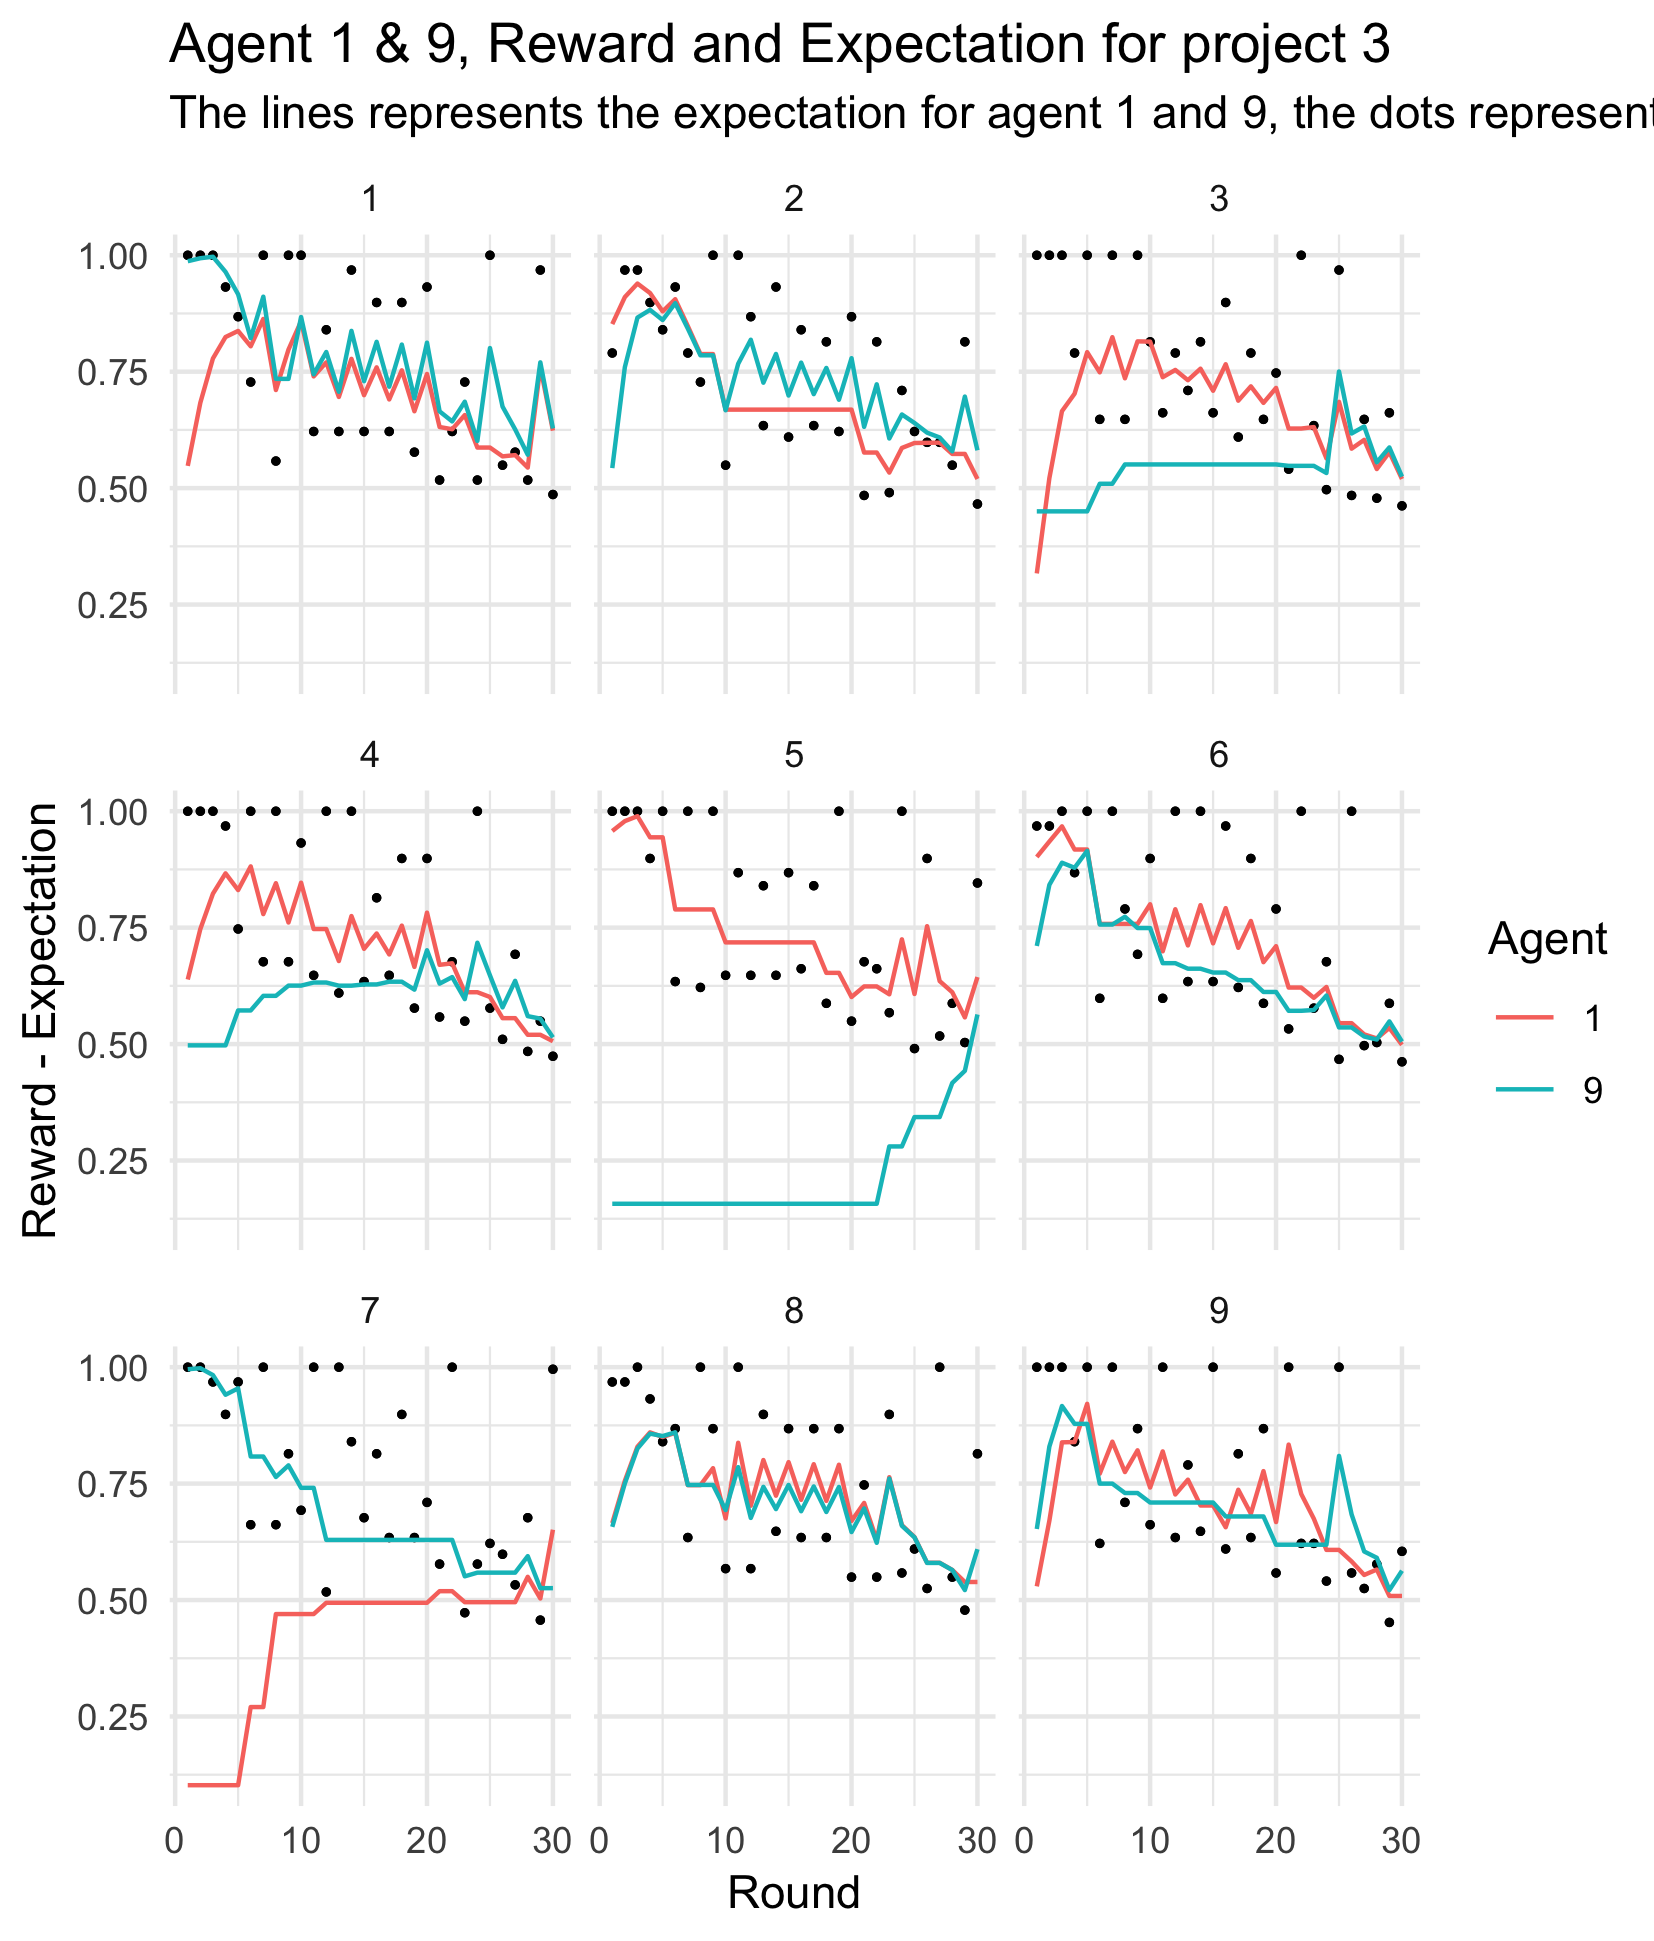 Agent 1 & 9, Reward and Expectation for project 3
The lines represents the expectation for agent 1 and 9, the dots represent
1 2 3
1.00
0.75
0.50
0.25
4 5 6
1.00
0.75
0.50
0.25
7 8 9
1.00
0.75
0.50
0.25
0 10 20 30 0 10 20 30 0 10 20 30
Round
Reward - Expectation
Agent
1
9